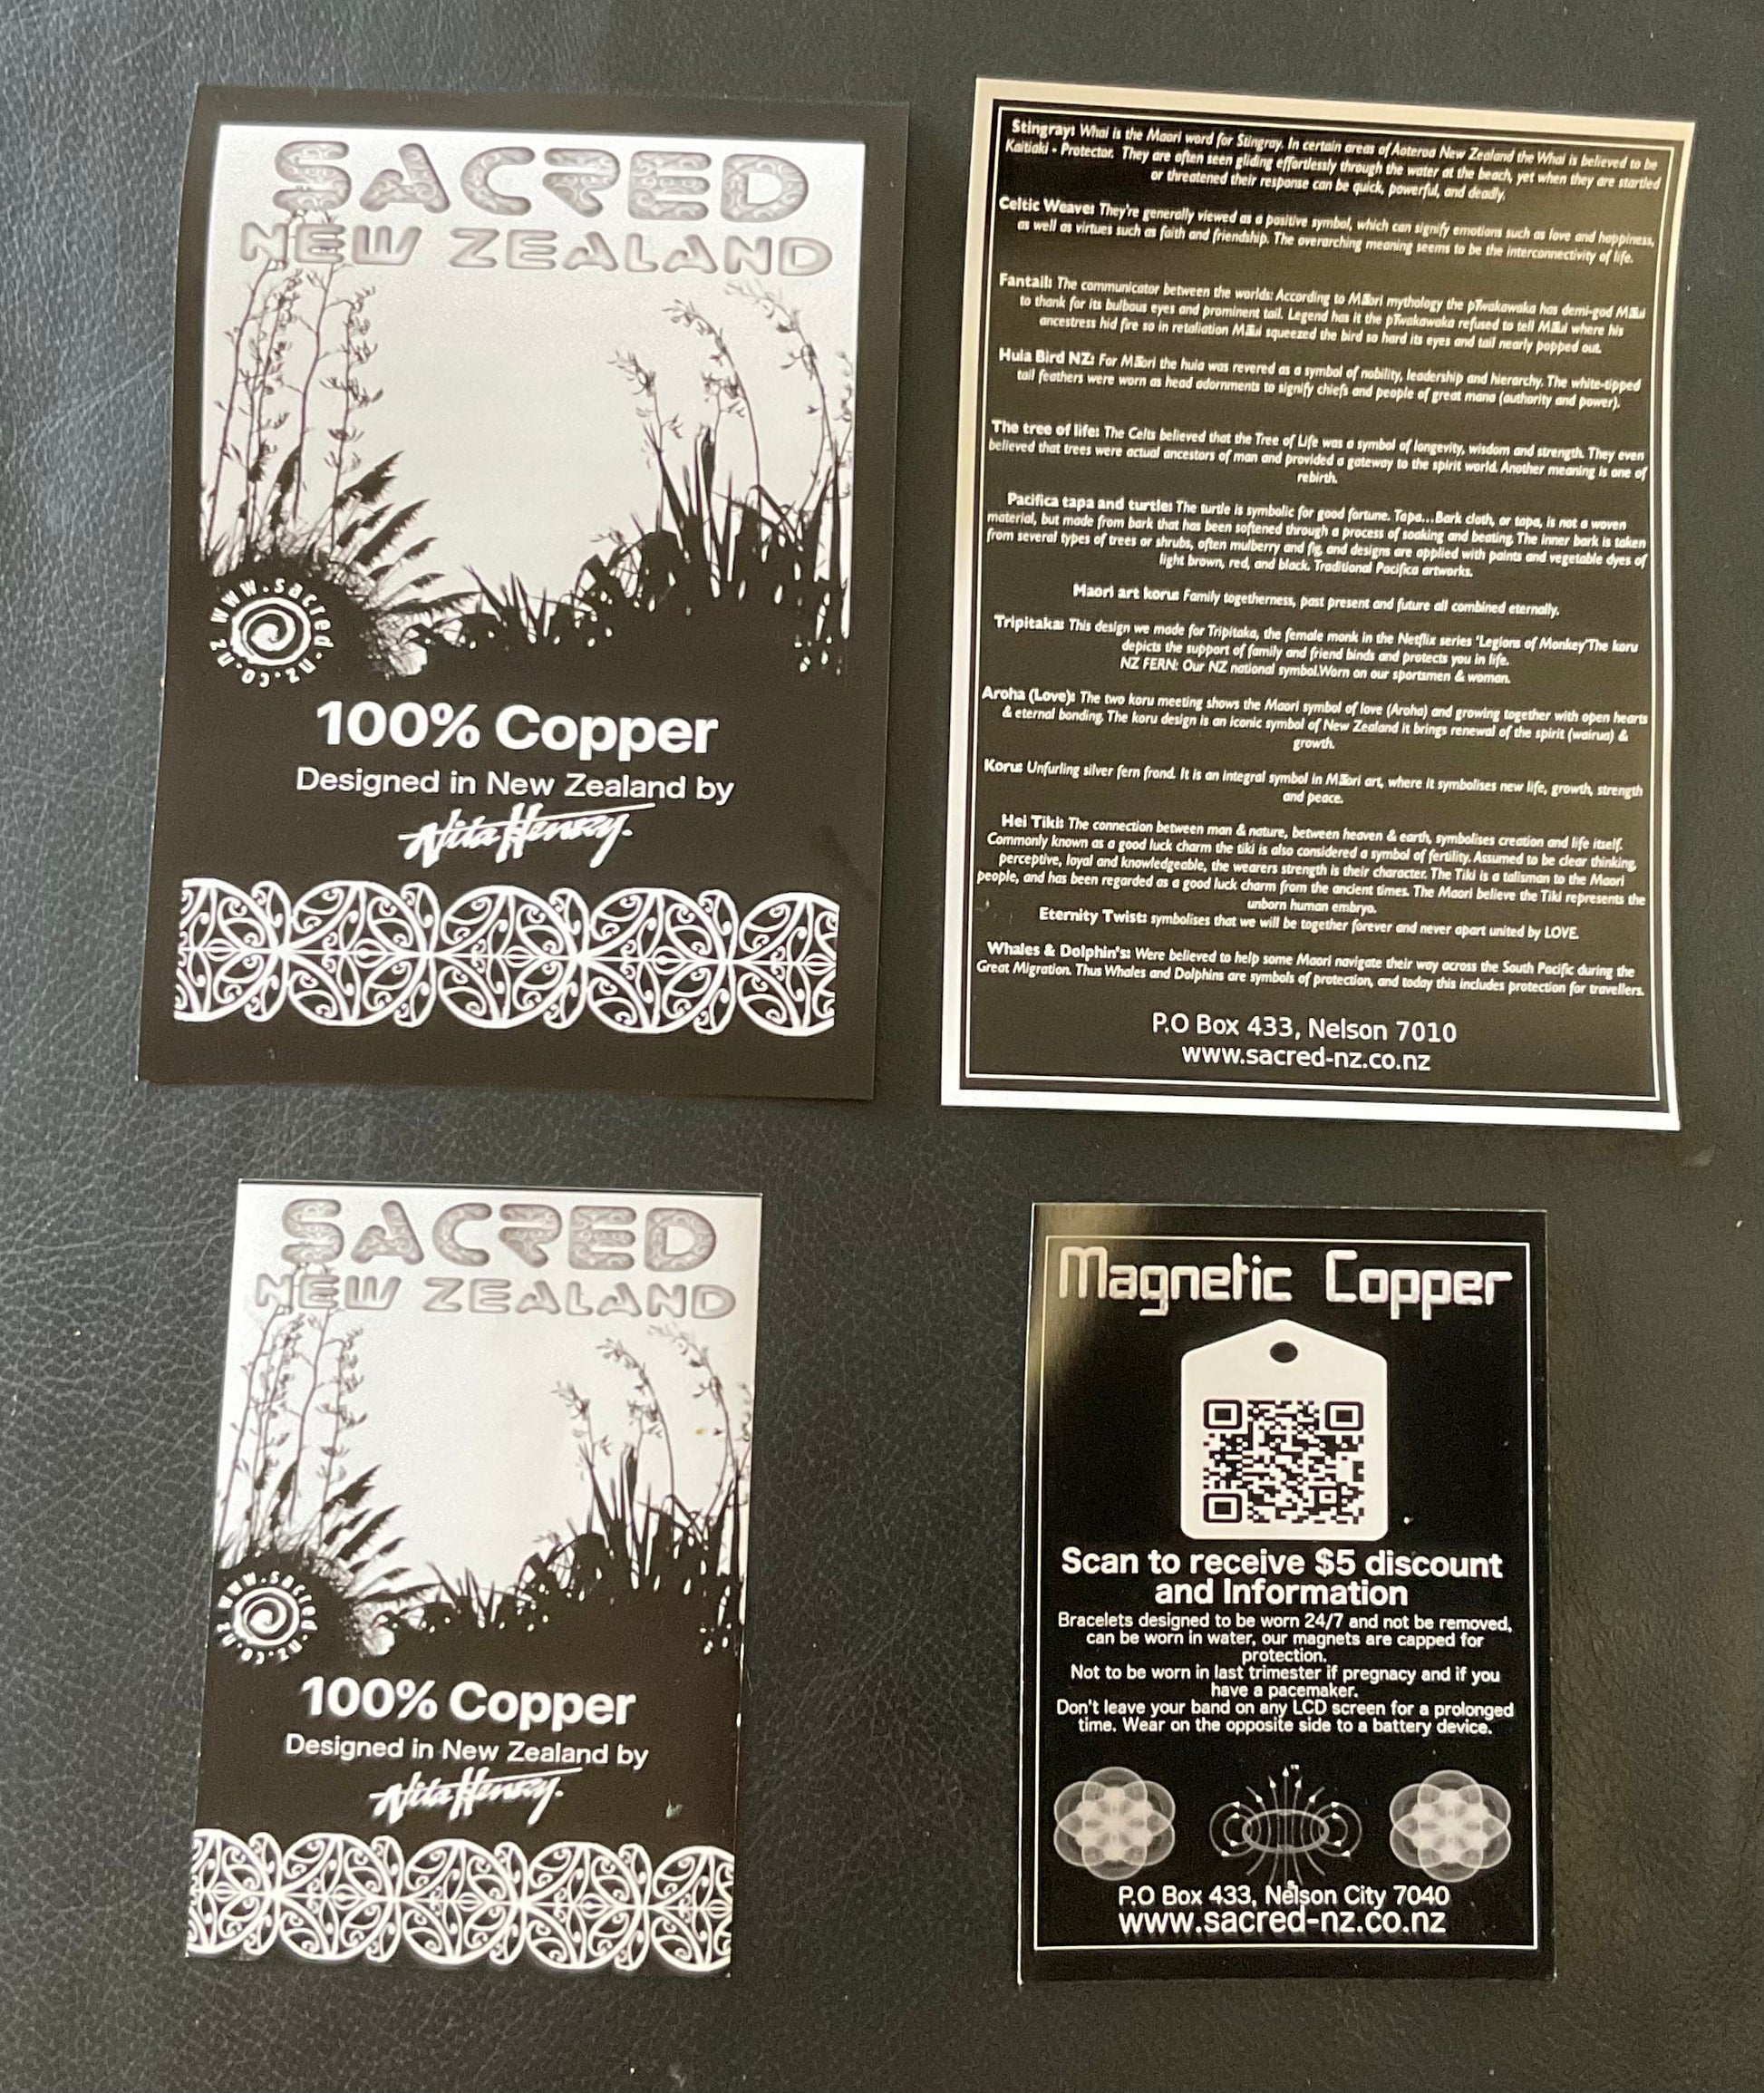 SACRED
NEW ZEALAND
www.sacred-nz.co.nz
100% Copper
Designed in New Zealand by
Nita Henry.
Stingray: Whai is the Maori word for Stingray. In certain areas of Aoteroa New Zealand the Whai is believed to be
Kaitiaki - Protector. They are often seen gliding effortlessly through the water at the beach, yet when they are startled
or threatened their response can be quick, powerful, and deadly.
Celtic Weave: They're generally viewed as a positive symbol, which can signify emotions such as love and happiness,
as well as virtues such as faith and friendship. The overarching meaning seems to be the interconnectivity of life.
Fantail: The communicator between the worlds: According to mythology the has demi-god
to thank for its bulbous eyes and prominent tail. Legend has it the refused to tell where his
ancestress hid fire so in retaliation squeezed the bird so hard its eyes and tail nearly popped out.
Huia Bird NZ: For the huia was revered as a symbol of nobility, leadership and hierarchy. The white-tipped
tail feathers were worn as head adornments to signify chiefs and people of great mana (authority and power).
The tree of life: The Celts believed that the Tree of Life was a symbol of longevity, wisdom and strength. They even
believed that trees were actual ancestors of man and provided a gateway to the spirit world. Another meaning is one of
rebirth.
Pacifica tapa and turtle: The turtle is symbolic for good fortune. Tapa...Bark cloth, or tapa, is not a woven
material, but made from bark that has been softened through a process of soaking and beating. The inner bark is taken
from several types of trees or shrubs, often mulberry and fig, and designs are applied with paints and vegetable dyes of
light brown, red, and black. Traditional Pacifica artworks.
Maori art koru: Family togetherness, past present and future all combined eternally.
Tripitaka: This design we made for Tripitaka, the female monk in the Netflix series 'Legions of Monkey'The koru
depicts the support of family and friend binds and protects you in life.
NZ FERN: Our NZ national symbol.Worn on our sportsmen & woman.
Aroha (Love): The two koru meeting shows the Maori symbol of love (Aroha) and growing together with open hearts
& eternal bonding. The koru design is an iconic symbol of New Zealand it brings renewal of the spirit (wairua) &
growth.
Koru: Unfurling silver fern frond. It is an integral symbol in art, where it symbolises new life, growth, strength
and peace.
Hei Tiki: The connection between man & nature, between heaven & earth, symbolises creation and life itself.
Commonly known as a good luck charm the tiki is also considered a symbol of fertility. Assumed to be clear thinking,
perceptive, loyal and knowledgeable, the wearers strength is their character. The Tiki is a talisman to the Maori
people, and has been regarded as a good luck charm from the ancient times. The Maori believe the Tiki represents the
unborn human embryo.
Eternity Twist: symbolises that we will be together forever and never apart united by LOVE.
Whales & Dolphin's: Were believed to help some Maori navigate their way across the South Pacific during the
Great Migration. Thus Whales and Dolphins are symbols of protection, and today this includes protection for travellers.
P.O Box 433, Nelson 7010
www.sacred-nz.co.nz
SACRED
NEW ZEALAND
www.sacred-nz.co.nz
100% Copper
Designed in New Zealand by
Nita Henry.
Magnetic Copper
Scan to receive $5 discount
and Information
Bracelets designed to be worn 24/7 and not be removed,
can be worn in water, our magnets are capped for
protection.
Not to be worn in last trimester if pregnacy and if you
have a pacemaker.
Don't leave your band on any LCD screen for a prolonged
time. Wear on the opposite side to a battery device.
P.O Box 433, Nelson City 7040
www.sacred-nz.co.nz